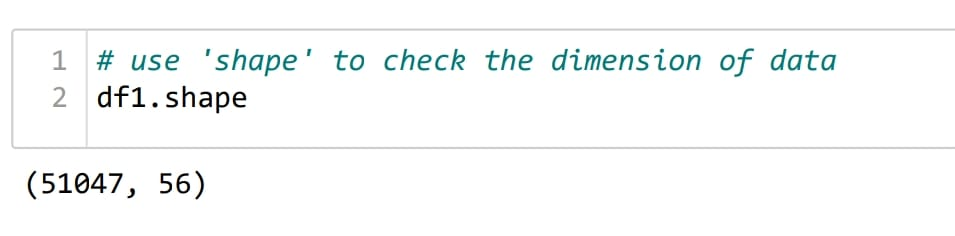 1 # use 'shape' to check the dimension of data
2 df1.shape
(51047, 56)